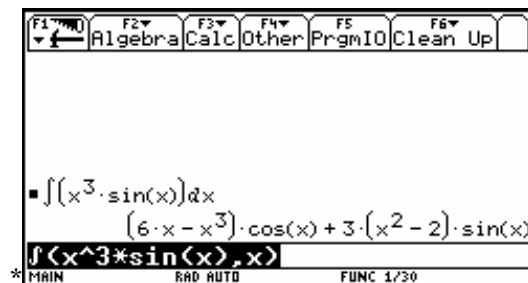 F1 F2 Algebra F3 Calc F4 Other F5 PrgmIO F6 Clean Up
∫(x³·sin(x))dx
(6·x - x³)·cos(x) + 3·(x² - 2)·sin(x)
∫(x^3*sin(x),x)
* MAIN RAD AUTO FUNC 1/30